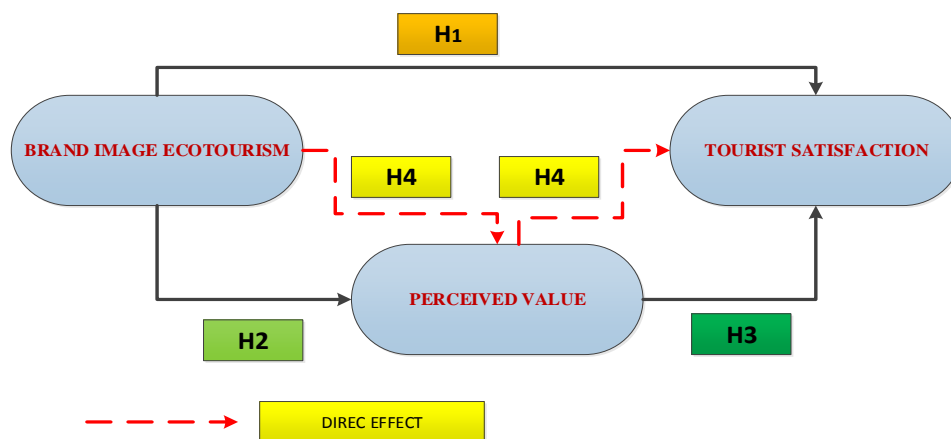 H1
BRAND IMAGE ECOTOURISM
TOURIST SATISFACTION
H4
H4
PERCEIVED VALUE
H2
H3
DIREC EFFECT